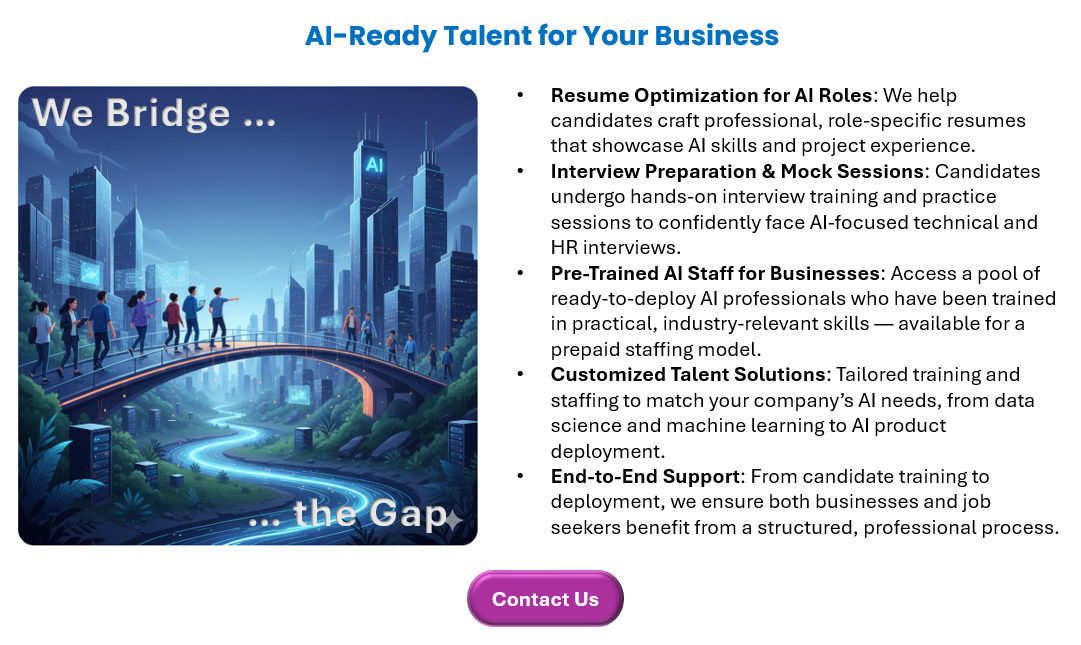 AI-Ready Talent for Your Business
We Bridge ...
AI
... the Gap
• Resume Optimization for AI Roles: We help
candidates craft professional, role-specific resumes
that showcase AI skills and project experience.
• Interview Preparation & Mock Sessions: Candidates
undergo hands-on interview training and practice
sessions to confidently face AI-focused technical and
HR interviews.
• Pre-Trained AI Staff for Businesses: Access a pool of
ready-to-deploy AI professionals who have been trained
in practical, industry-relevant skills — available for a
prepaid staffing model.
• Customized Talent Solutions: Tailored training and
staffing to match your company’s AI needs, from data
science and machine learning to AI product
deployment.
• End-to-End Support: From candidate training to
deployment, we ensure both businesses and job
seekers benefit from a structured, professional process.
Contact Us